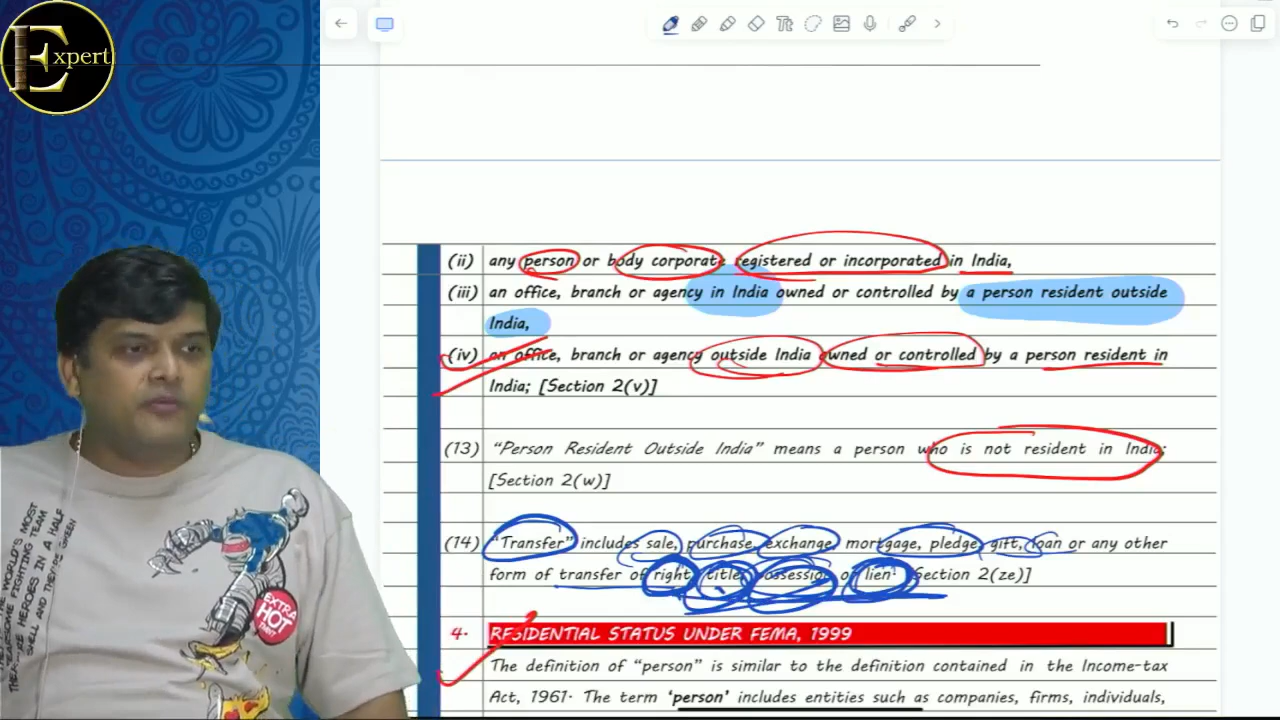 Expert
(ii) any person or body corporate registered or incorporated in India,
(iii) an office, branch or agency in India owned or controlled by a person resident outside
India,
(iv) an office, branch or agency outside India owned or controlled by a person resident in
India; [Section 2(v)]
(13) “Person Resident Outside India” means a person who is not resident in India;
[Section 2(w)]
(14) “Transfer” includes sale, purchase, exchange, mortgage, pledge, gift, loan or any other
form of transfer of right, title, possession or lien. [Section 2(ze)]
4. RESIDENTIAL STATUS UNDER FEMA, 1999
The definition of “person” is similar to the definition contained in the Income-tax
Act, 1961. The term ‘person’ includes entities such as companies, firms, individuals,
EXTRA
HOT